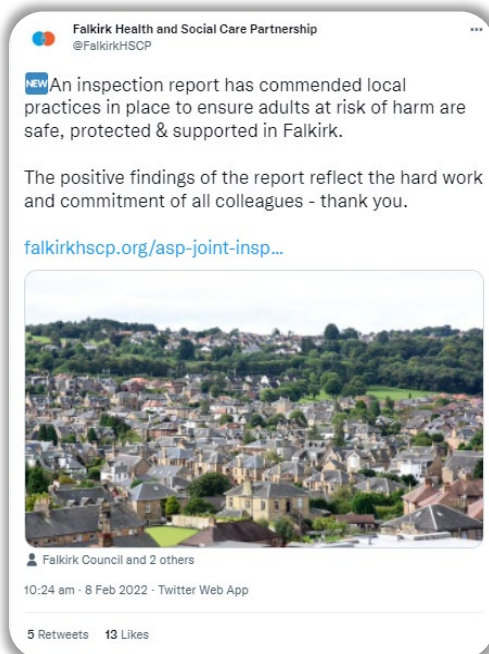 Falkirk Health and Social Care Partnership
@FalkirkHSCP
NEW An inspection report has commended local
practices in place to ensure adults at risk of harm are
safe, protected & supported in Falkirk.
The positive findings of the report reflect the hard work
and commitment of all colleagues - thank you.
falkirkhscp.org/asp-joint-insp...
Falkirk Council and 2 others
10:24 am · 8 Feb 2022 · Twitter Web App
5 Retweets 13 Likes